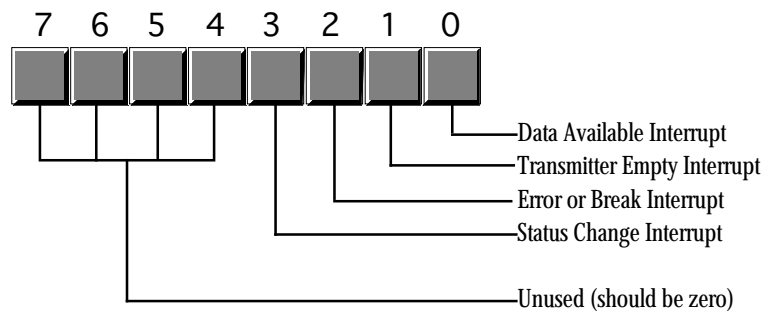 7 6 5 4 3 2 1 0
Data Available Interrupt
Transmitter Empty Interrupt
Error or Break Interrupt
Status Change Interrupt
Unused (should be zero)